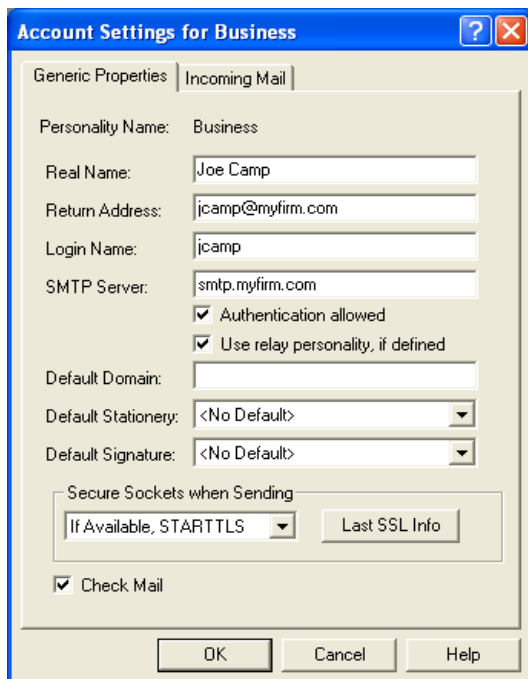 Account Settings for Business
Generic Properties Incoming Mail
Personality Name: Business
Real Name: Joe Camp
Return Address: jcamp@myfirm.com
Login Name: jcamp
SMTP Server: smtp.myfirm.com
Authentication allowed
Use relay personality, if defined
Default Domain:
Default Stationery: <No Default>
Default Signature: <No Default>
Secure Sockets when Sending
If Available, STARTTLS Last SSL Info
Check Mail
OK Cancel Help